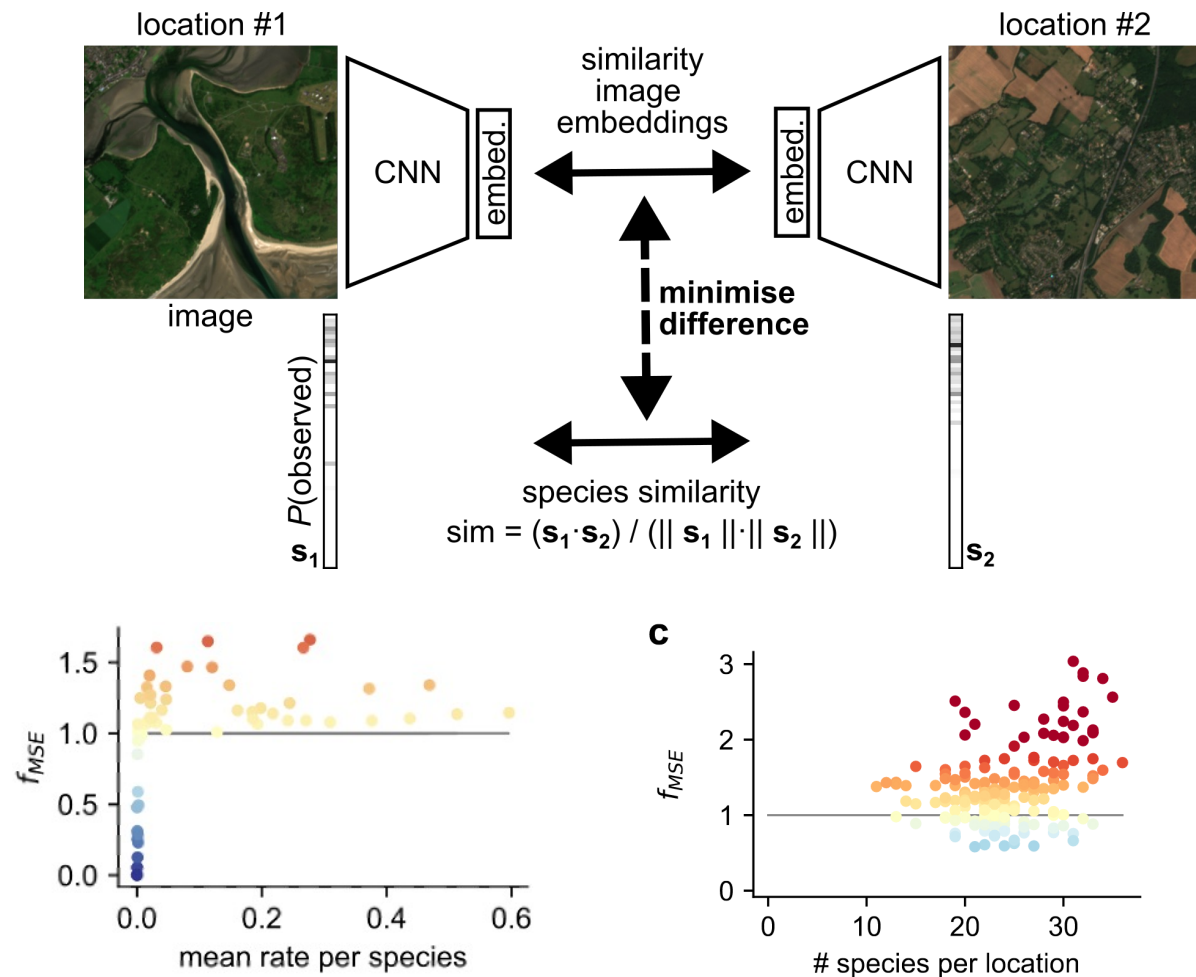 location #1
location #2
similarity
image
embeddings
CNN
embed.
embed.
CNN
minimise
difference
image
P(observed)
s1
species similarity
sim = (s1·s2) / (|| s1 ||·|| s2 ||)
s2
fMSE
1.5
1.0
0.5
0.0
0.0 0.2 0.4 0.6
mean rate per species
c
fMSE
3
2
1
0
0 10 20 30
# species per location